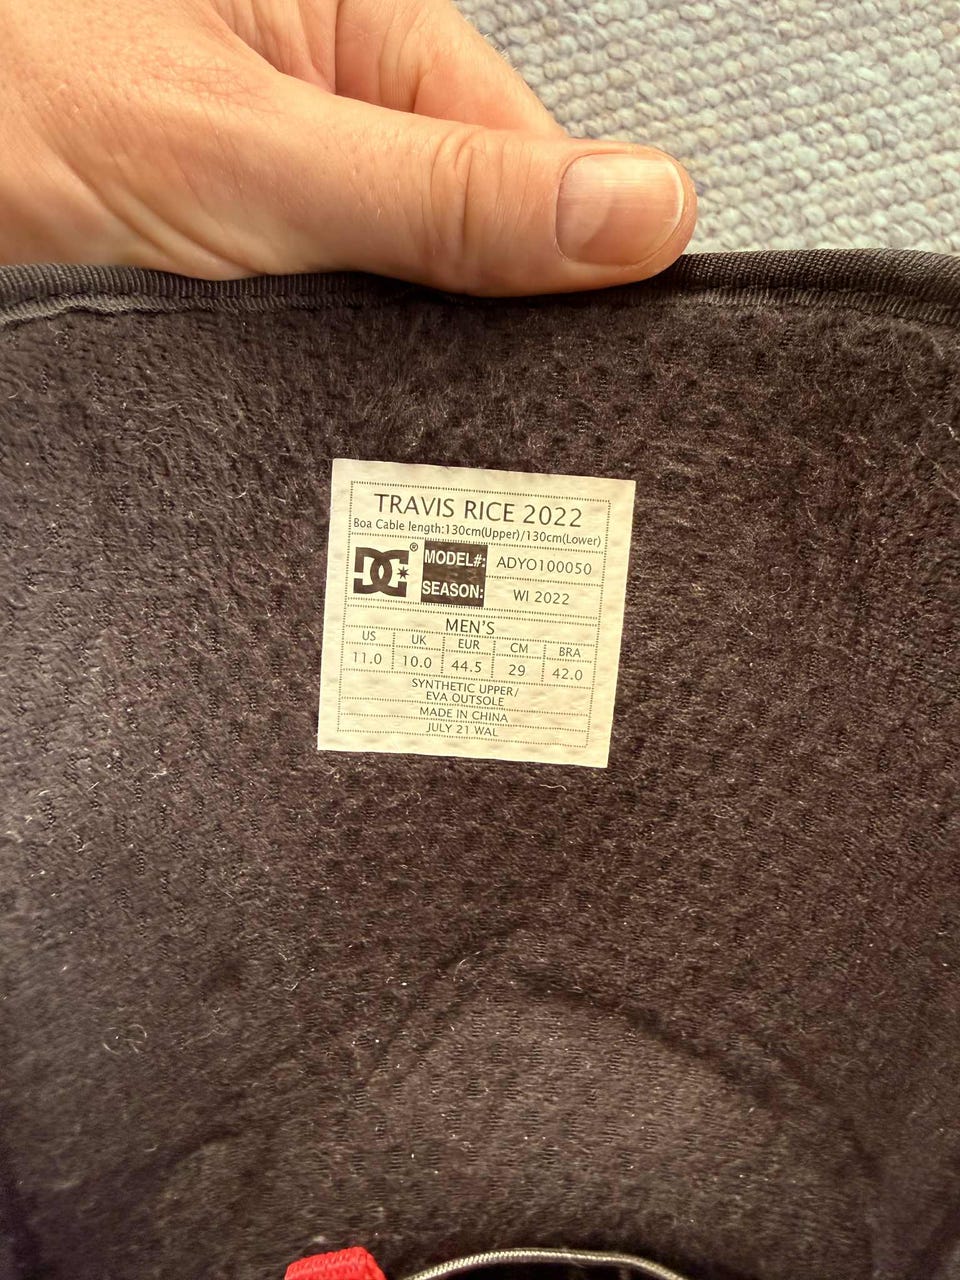 TRAVIS RICE 2022
Boa Cable length:130cm(Upper)/130cm(Lower)
DC® MODEL#: ADYO100050
SEASON: WI 2022
MEN'S
US UK EUR CM BRA
11.0 10.0 44.5 29 42.0
SYNTHETIC UPPER/
EVA OUTSOLE
MADE IN CHINA
JULY 21 WAL